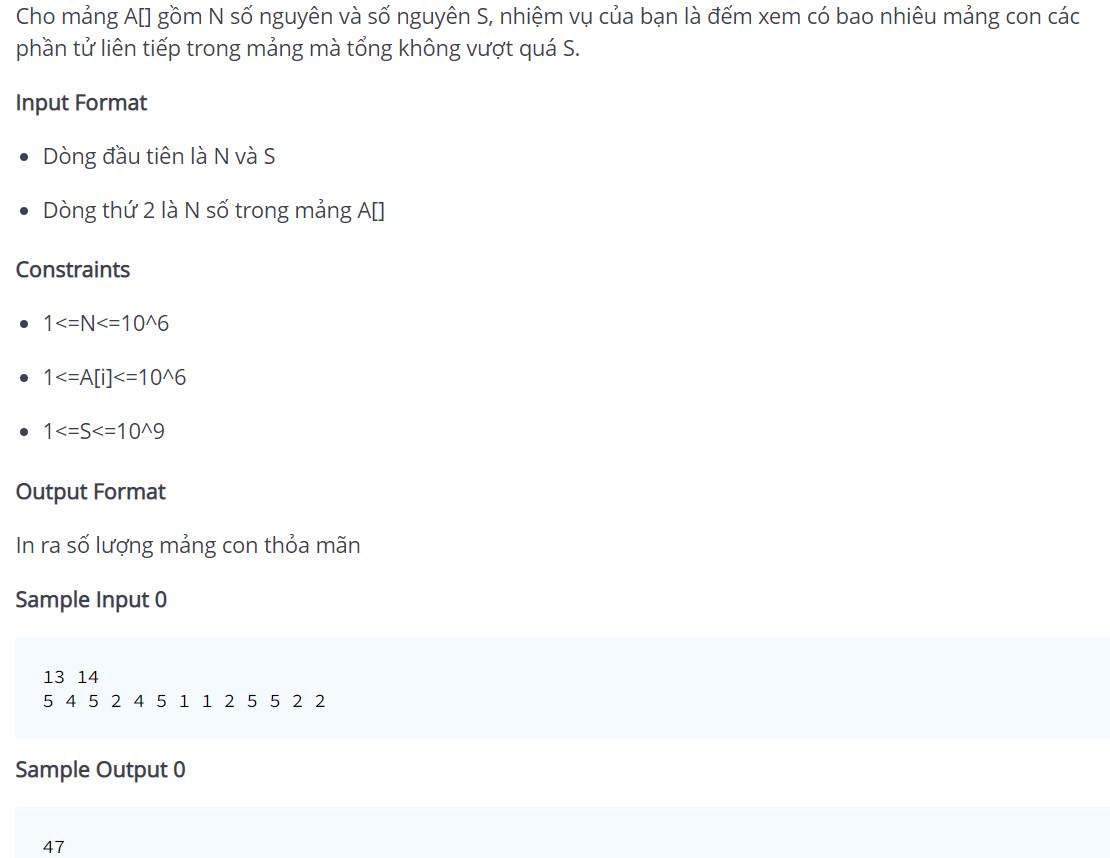 Cho mảng A[] gồm N số nguyên và số nguyên S, nhiệm vụ của bạn là đếm xem có bao nhiêu mảng con các
phần tử liên tiếp trong mảng mà tổng không vượt quá S.
Input Format
• Dòng đầu tiên là N và S
• Dòng thứ 2 là N số trong mảng A[]
Constraints
• 1<=N<=10^6
• 1<=A[i]<=10^6
• 1<=S<=10^9
Output Format
In ra số lượng mảng con thỏa mãn
Sample Input 0
13 14
5 4 5 2 4 5 1 1 2 5 5 2 2
Sample Output 0
47